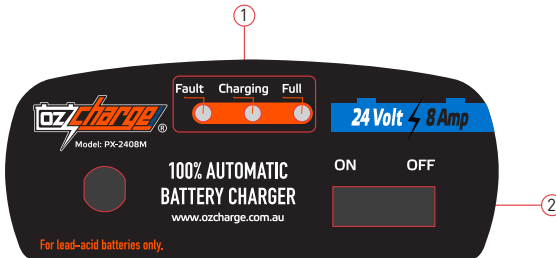 1
Fault Charging Full
OZ charge®
Model: PX-2408M
24 Volt 8 Amp
100% AUTOMATIC
BATTERY CHARGER
www.ozcharge.com.au
ON OFF
2
For lead-acid batteries only.